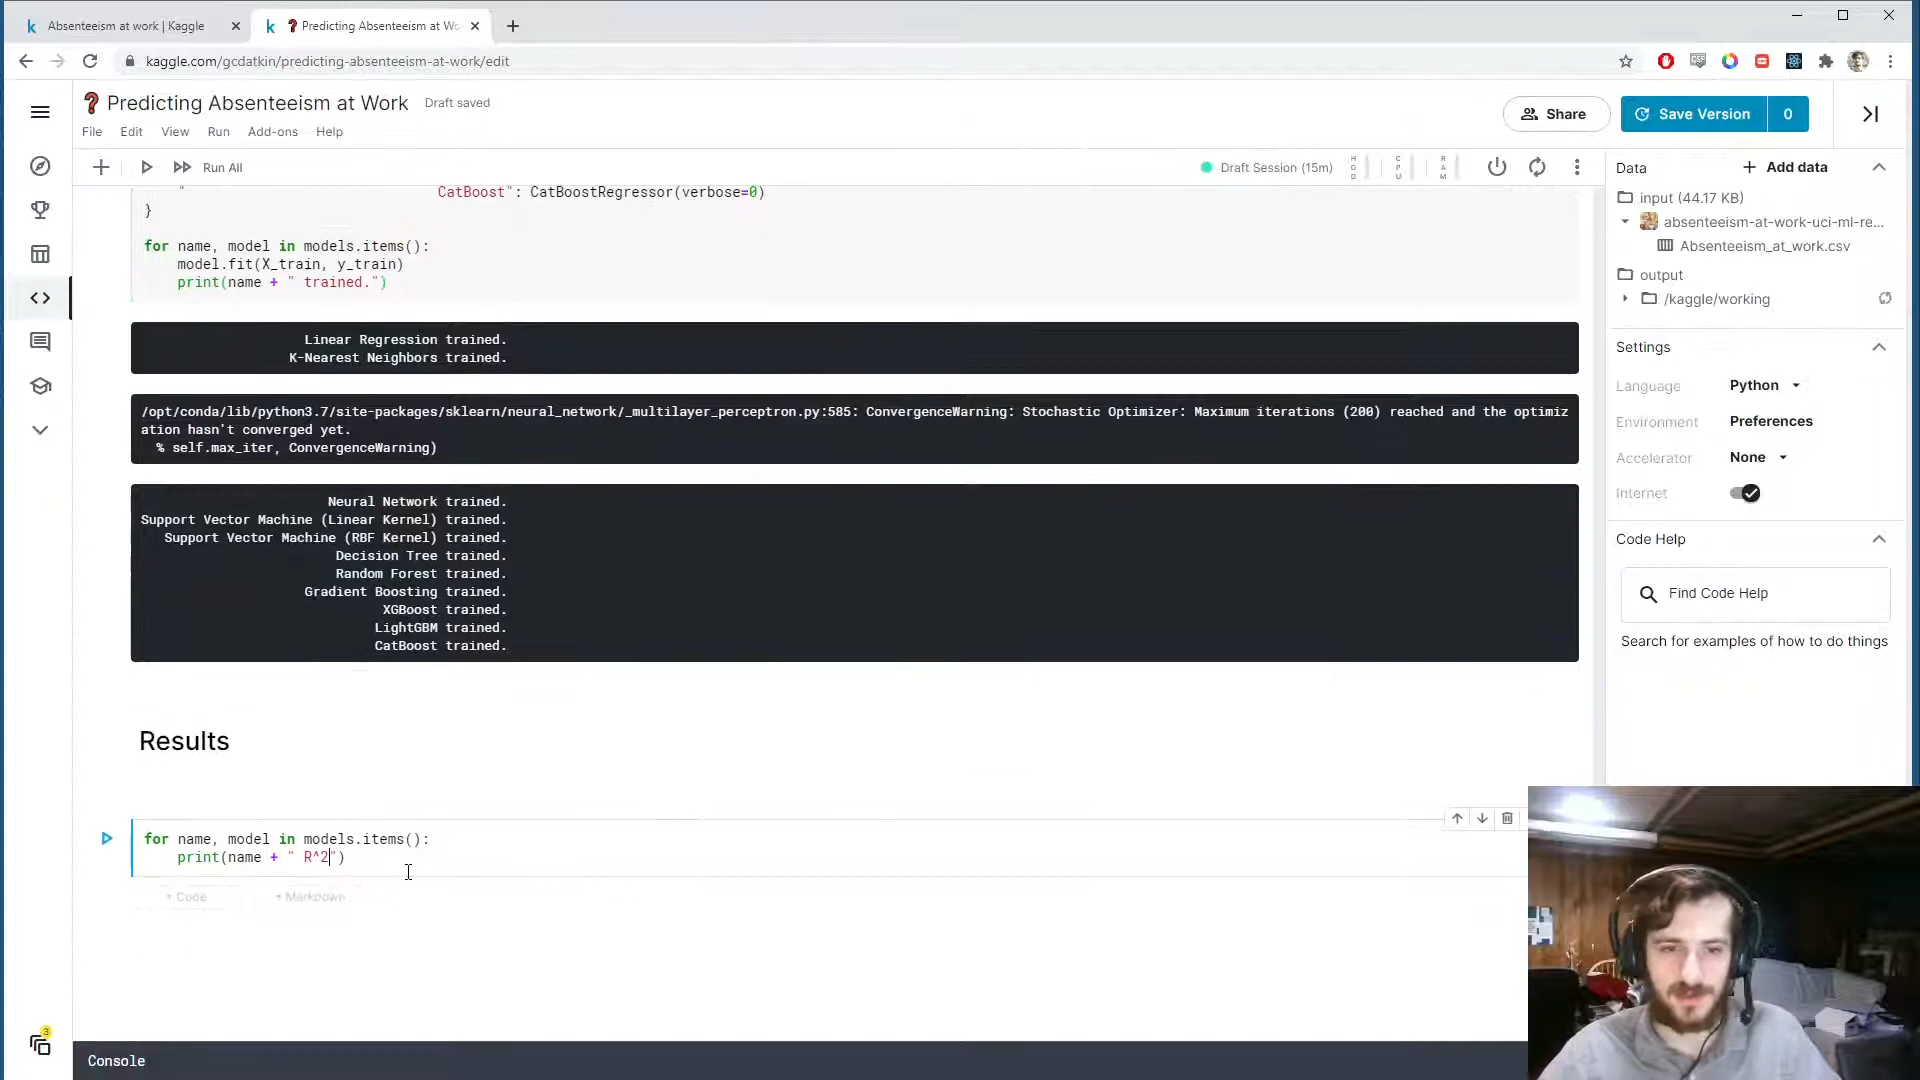 Absenteeism at work | Kaggle
Predicting Absenteeism at Wo
kaggle.com/gcdatkin/predicting-absenteeism-at-work/edit
Predicting Absenteeism at Work Draft saved
File Edit View Run Add-ons Help
Share
Save Version 0
Run All
Draft Session (15m)
HDD
CPU
RAM
" CatBoost": CatBoostRegressor(verbose=0)
}
for name, model in models.items():
model.fit(X_train, y_train)
print(name + " trained.")
Linear Regression trained.
K-Nearest Neighbors trained.
/opt/conda/lib/python3.7/site-packages/sklearn/neural_network/_multilayer_perceptron.py:585: ConvergenceWarning: Stochastic Optimizer: Maximum iterations (200) reached and the optimiz
ation hasn't converged yet.
% self.max_iter, ConvergenceWarning)
Neural Network trained.
Support Vector Machine (Linear Kernel) trained.
Support Vector Machine (RBF Kernel) trained.
Decision Tree trained.
Random Forest trained.
Gradient Boosting trained.
XGBoost trained.
LightGBM trained.
CatBoost trained.
Results
for name, model in models.items():
print(name + " R^2")
+ Code + Markdown
Console
3
Data
Add data
input (44.17 KB)
absenteeism-at-work-uci-ml-re...
Absenteeism_at_work.csv
output
/kaggle/working
Settings
Language Python
Environment Preferences
Accelerator None
Internet
Code Help
Find Code Help
Search for examples of how to do things